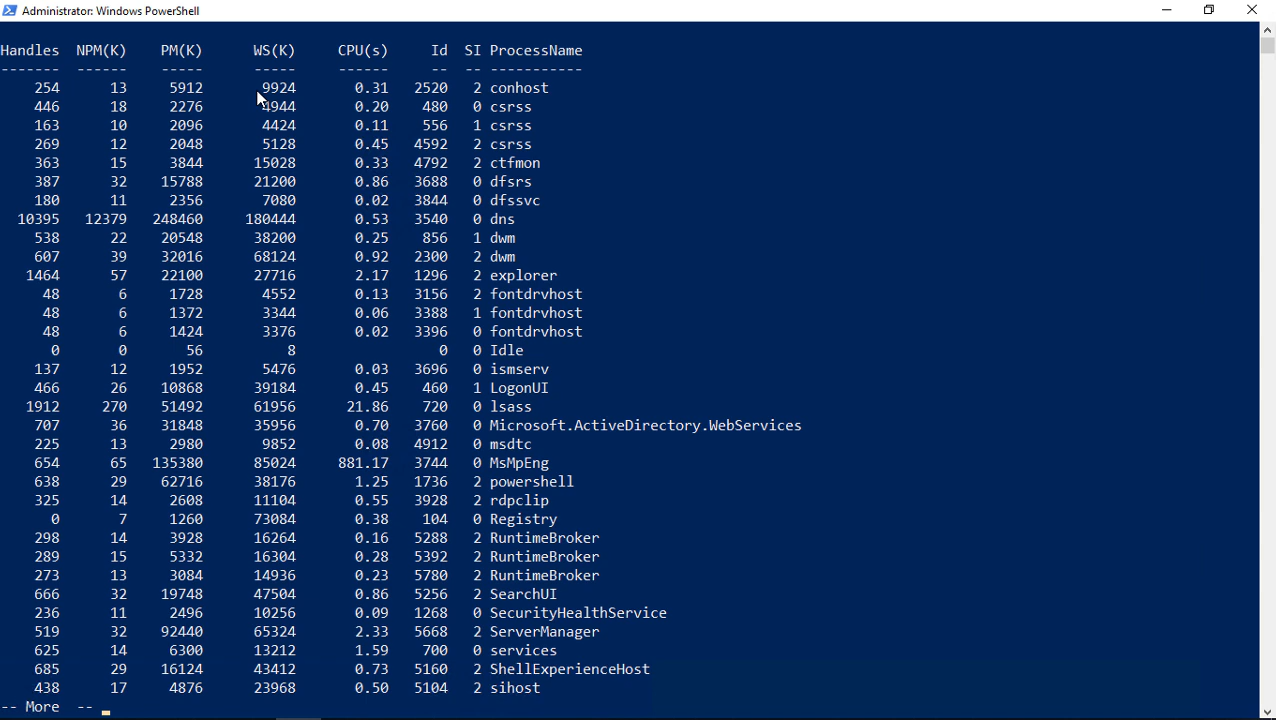 Administrator: Windows PowerShell
Handles NPM(K) PM(K) WS(K) CPU(s) Id SI ProcessName
------- ------ ----- ----- ------ -- -- -----------
254 13 5912 9924 0.31 2520 2 conhost
446 18 2276 4944 0.20 480 0 csrss
163 10 2096 4424 0.11 556 1 csrss
269 12 2048 5128 0.45 4592 2 csrss
363 15 3844 15028 0.33 4792 2 ctfmon
387 32 15788 21200 0.86 3688 0 dfsrs
180 11 2356 7080 0.02 3844 0 dfssvc
10395 12379 248460 180444 0.53 3540 0 dns
538 22 20548 38200 0.25 856 1 dwm
607 39 32016 68124 0.92 2300 2 dwm
1464 57 22100 27716 2.17 1296 2 explorer
48 6 1728 4552 0.13 3156 2 fontdrvhost
48 6 1372 3344 0.06 3388 1 fontdrvhost
48 6 1424 3376 0.02 3396 0 fontdrvhost
0 0 56 8 0 0 Idle
137 12 1952 5476 0.03 3696 0 ismserv
466 26 10868 39184 0.45 460 1 LogonUI
1912 270 51492 61956 21.86 720 0 lsass
707 36 31848 35956 0.70 3760 0 Microsoft.ActiveDirectory.WebServices
225 13 2980 9852 0.08 4912 0 msdtc
654 65 135380 85024 881.17 3744 0 MsMpEng
638 29 62716 38176 1.25 1736 2 powershell
325 14 2608 11104 0.55 3928 2 rdpclip
0 7 1260 73084 0.38 104 0 Registry
298 14 3928 16264 0.16 5288 2 RuntimeBroker
289 15 5332 16304 0.28 5392 2 RuntimeBroker
273 13 3084 14936 0.23 5780 2 RuntimeBroker
666 32 19748 47504 0.86 5256 2 SearchUI
236 11 2496 10256 0.09 1268 0 SecurityHealthService
519 32 92440 65324 2.33 5668 2 ServerManager
625 14 6300 13212 1.59 700 0 services
685 29 16124 43412 0.73 5160 2 ShellExperienceHost
438 17 4876 23968 0.50 5104 2 sihost
-- More --